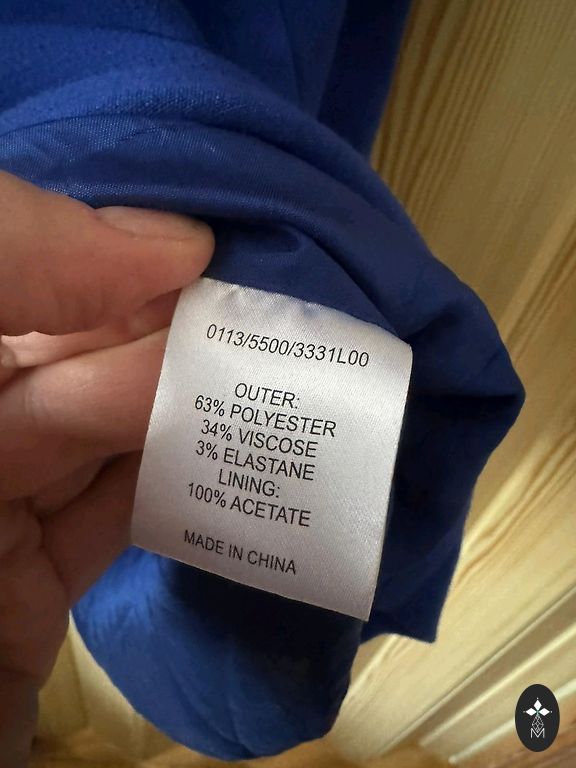 0113/5500/3331L00
OUTER:
63% POLYESTER
34% VISCOSE
3% ELASTANE
LINING:
100% ACETATE
MADE IN CHINA